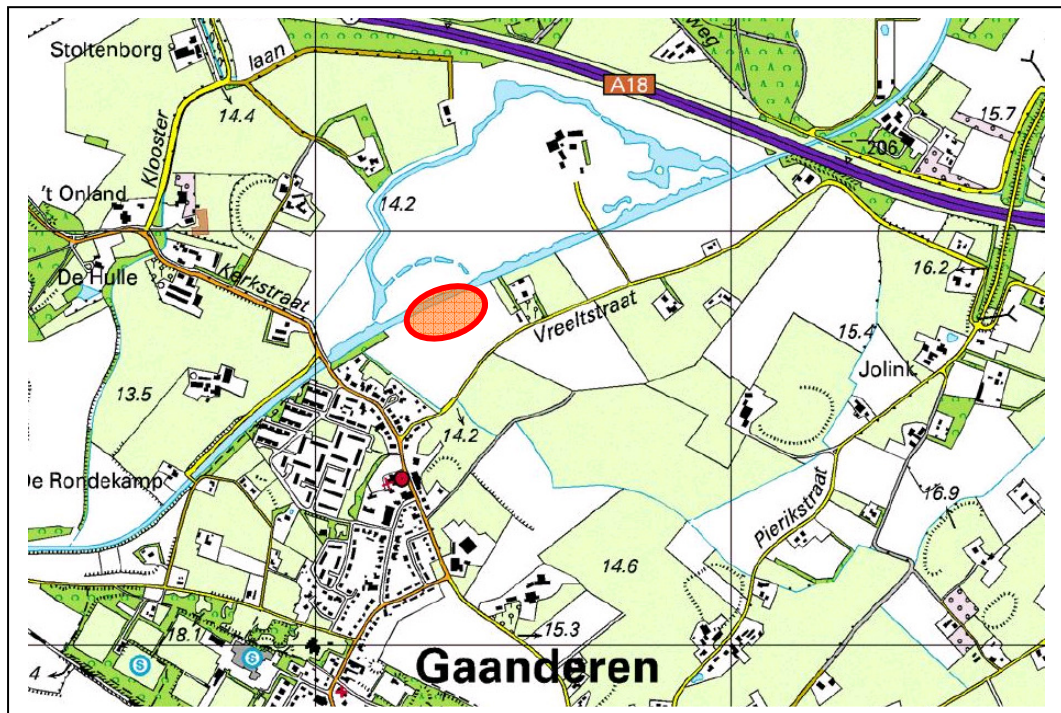 Stoltenborg
laan
Klooster
14.4
weg
A18
15.7
206
't Onland
14.2
De Hulle
Kerkstraat
16.2
Vreeltstraat
15.4
Jolink
13.5
14.2
De Rondekamp
16.9
Pierikstraat
14.6
18.1
15.3
S
S
4
Gaanderen